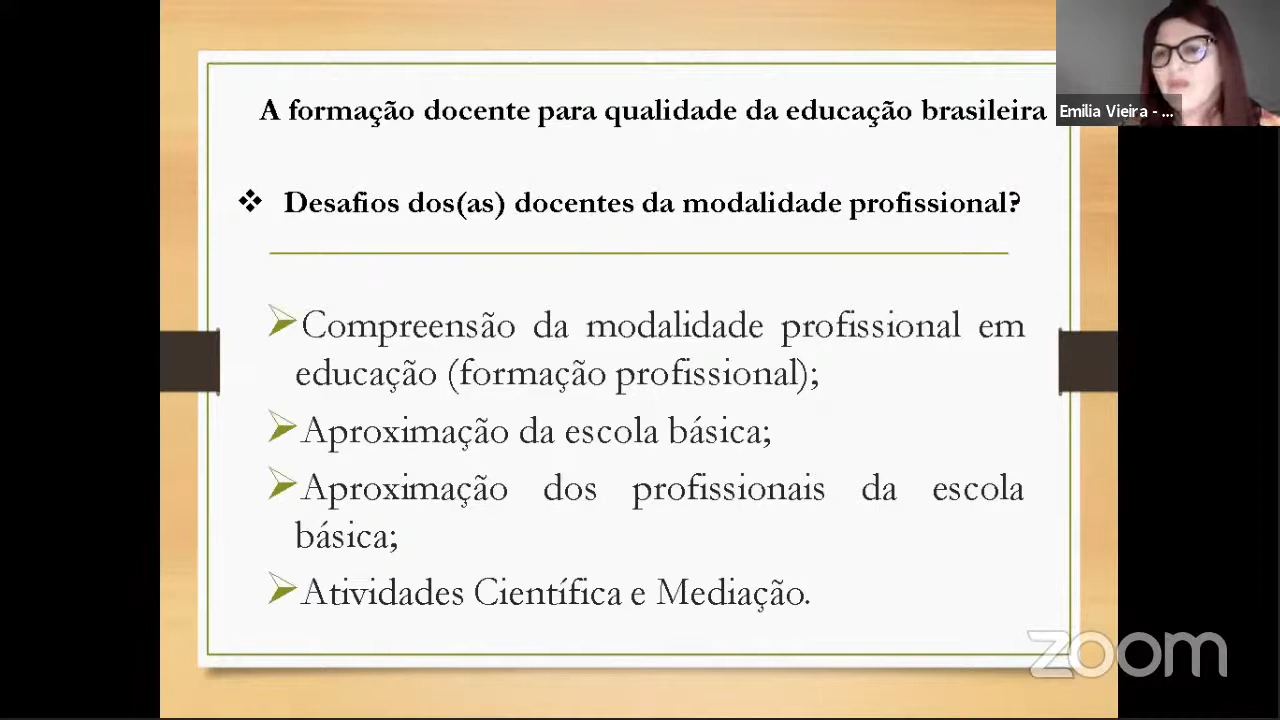 A formação docente para qualidade da educação brasileira
Emilia Vieira - ...
❖ Desafios dos(as) docentes da modalidade profissional?
➢Compreensão da modalidade profissional em
educação (formação profissional);
➢Aproximação da escola básica;
➢Aproximação dos profissionais da escola
básica;
➢Atividades Científica e Mediação.
zoom